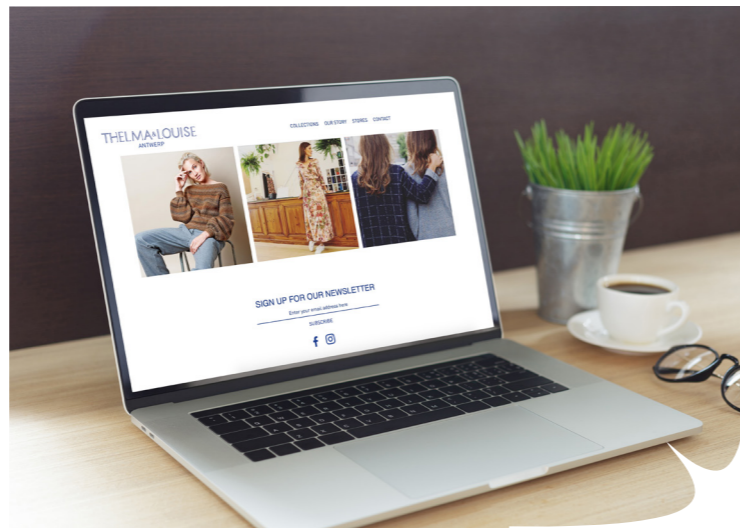 THELMA & LOUISE
ANTWERP
COLLECTIONS OUR STORY STORES CONTACT
SIGN UP FOR OUR NEWSLETTER
Enter your email address here
SUBSCRIBE